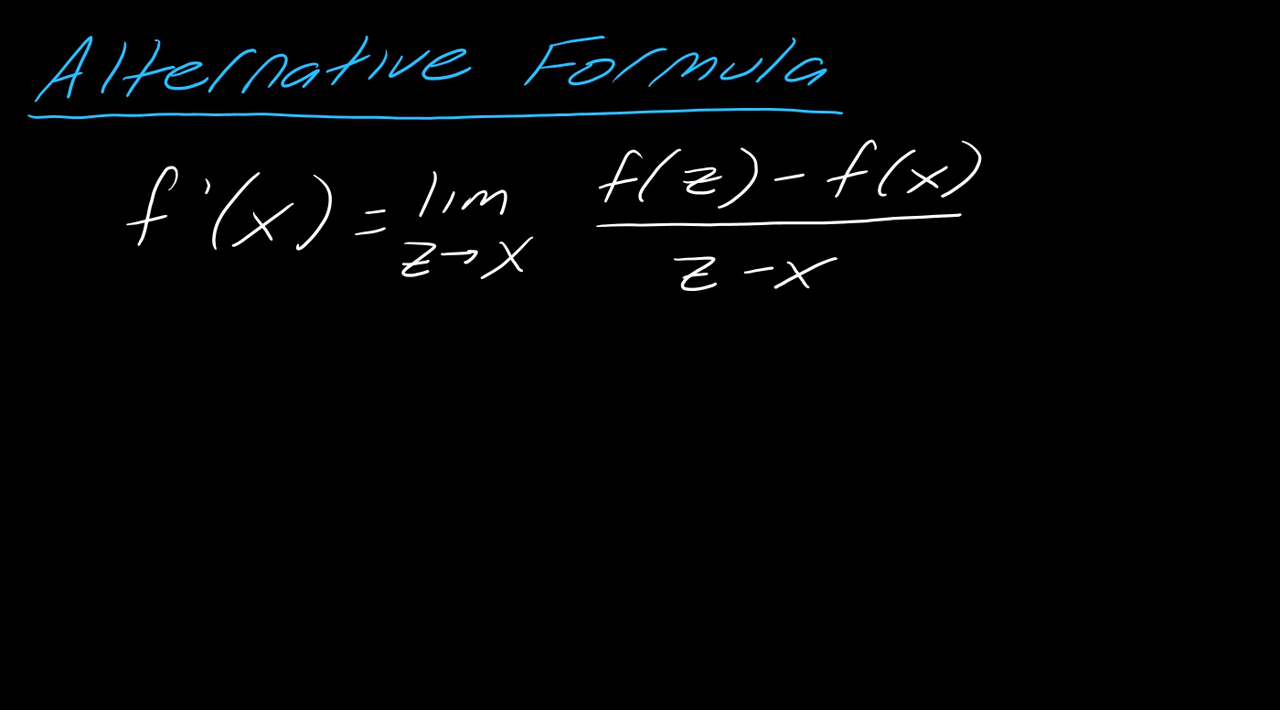 Alternative Formula
f'(x) = lim z→x f(z) - f(x) / z - x